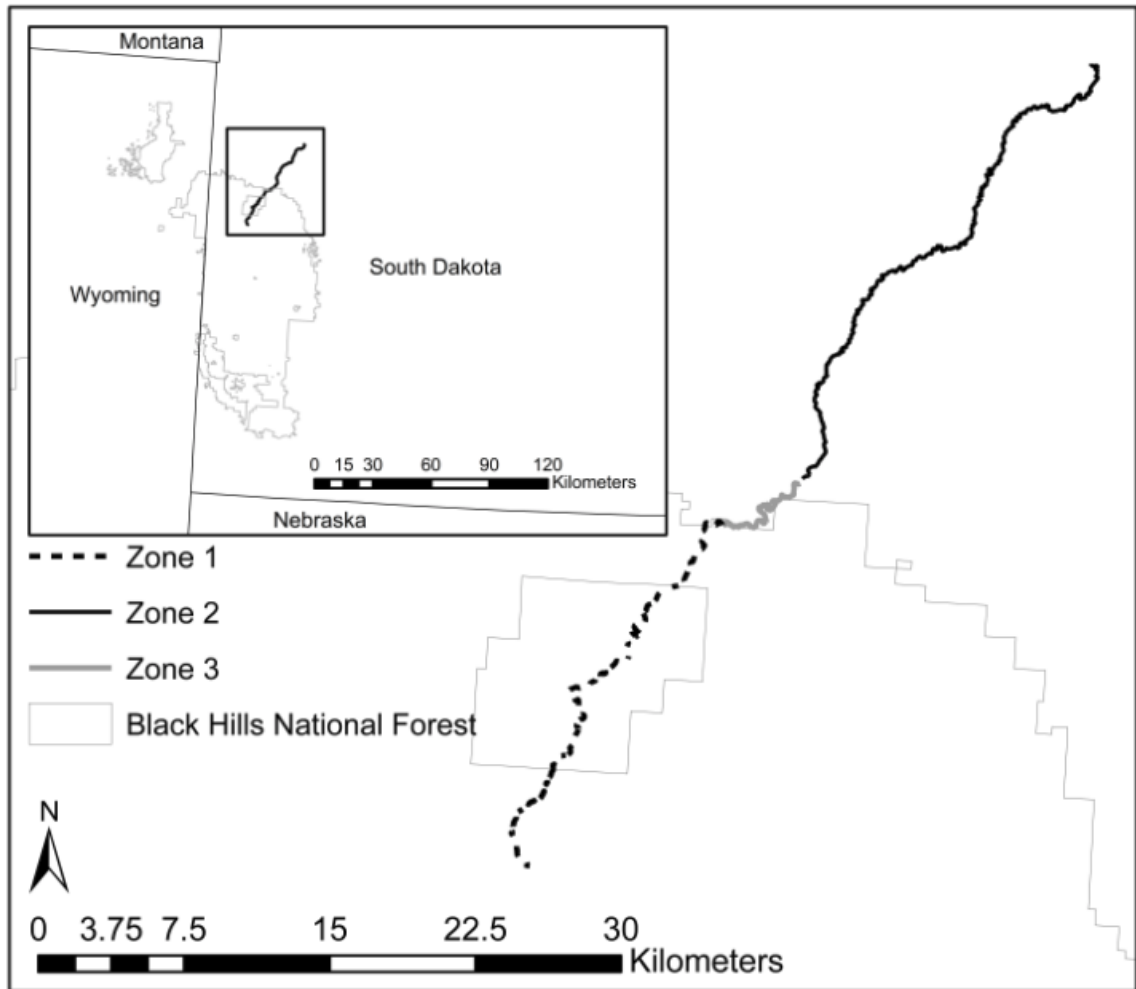 Montana
South Dakota
Wyoming
0 15 30 60 90 120
Kilometers
Nebraska
Zone 1
Zone 2
Zone 3
Black Hills National Forest
N
0 3.75 7.5 15 22.5 30
Kilometers